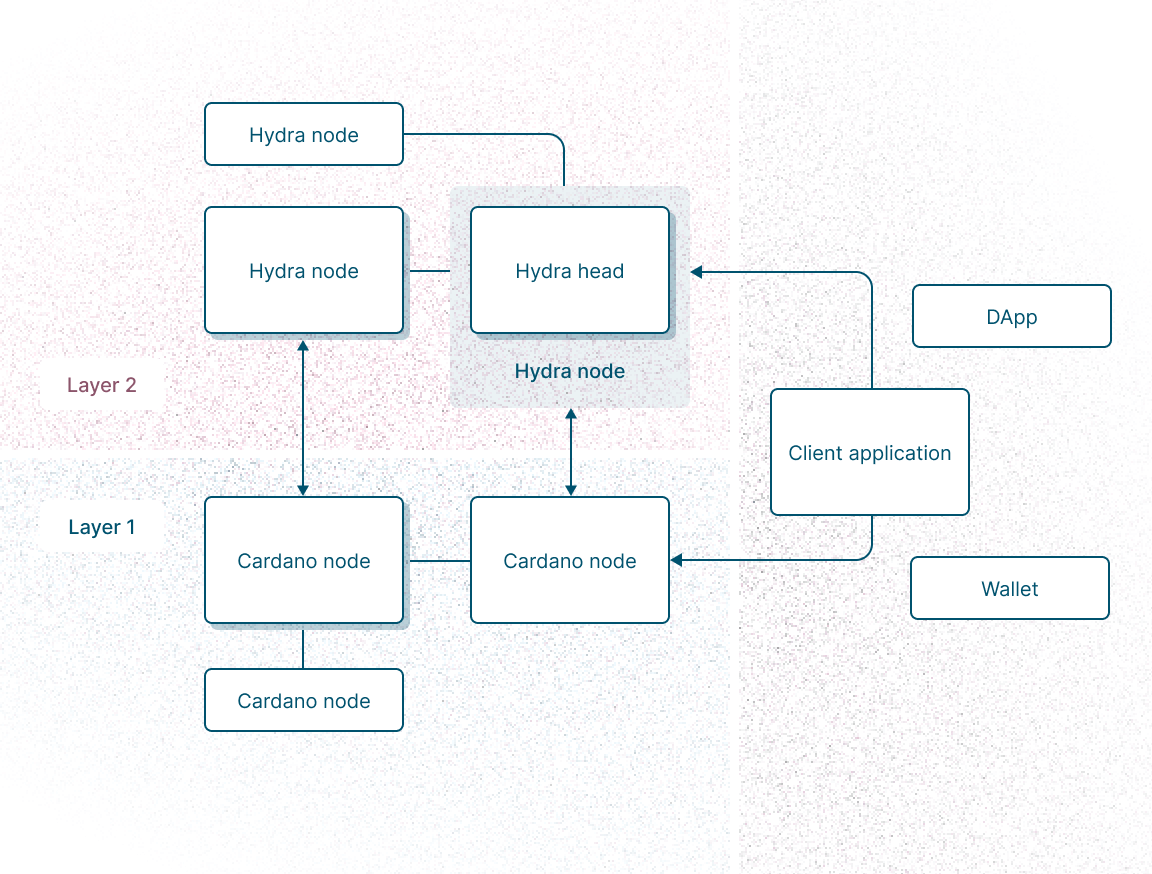 Hydra node
Hydra node
Hydra head
DApp
Hydra node
Layer 2
Client application
Layer 1
Cardano node
Cardano node
Wallet
Cardano node